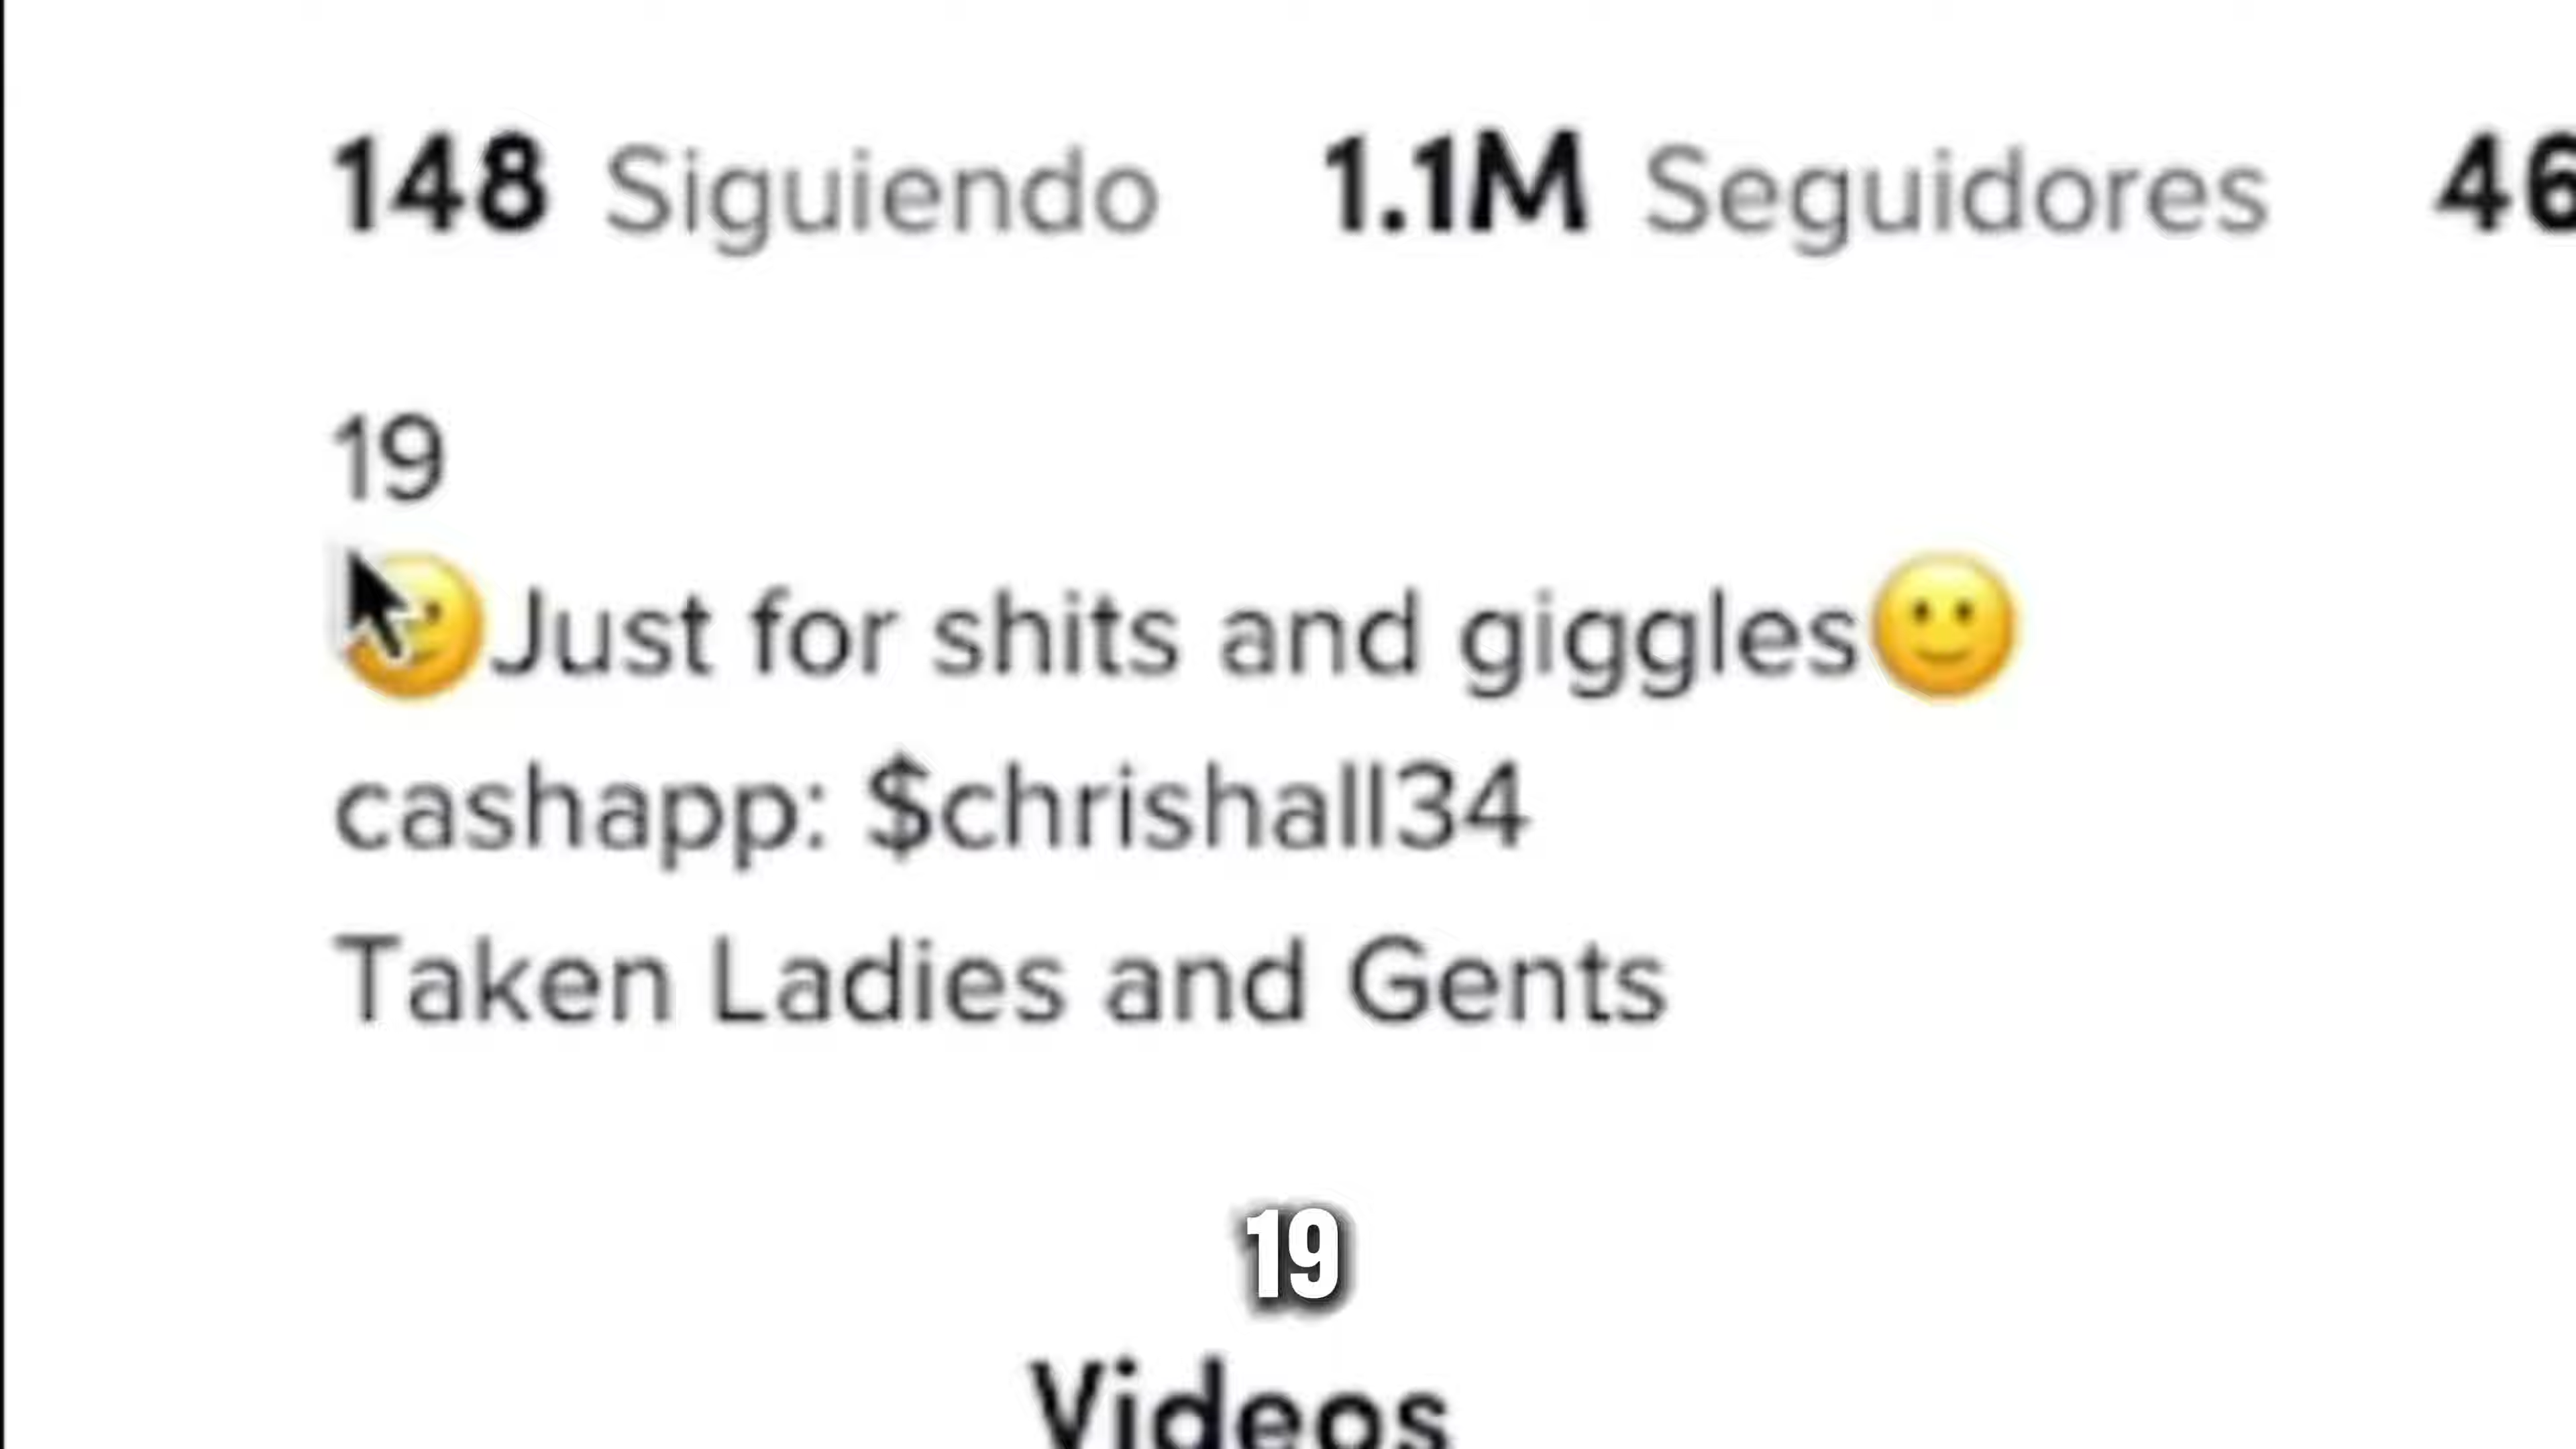 148 Siguiendo 1.1M Seguidores 46
19
🙂Just for shits and giggles🙂
cashapp: $chrishall34
Taken Ladies and Gents
19
Videos